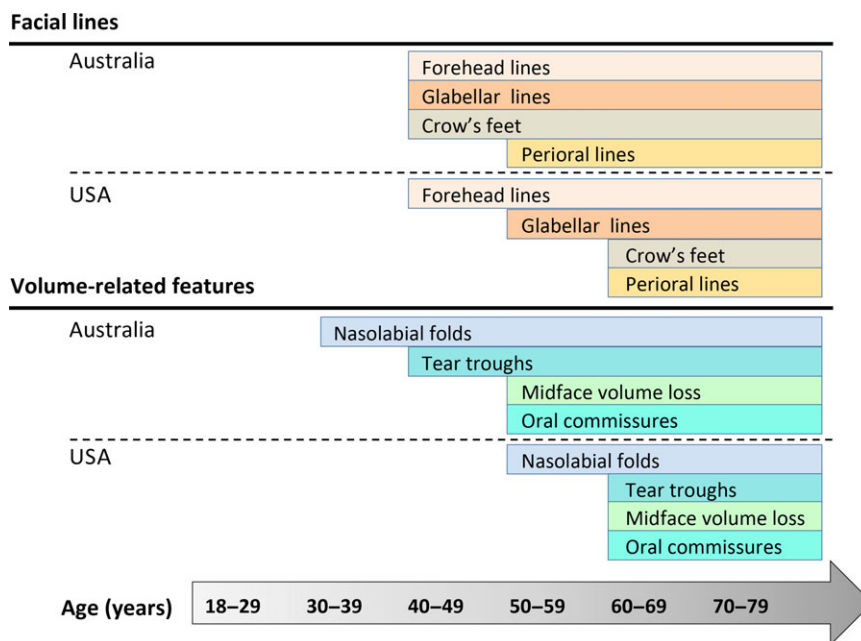 Facial lines
Australia
Forehead lines
Glabellar lines
Crow's feet
Perioral lines
USA
Forehead lines
Glabellar lines
Crow's feet
Perioral lines
Volume-related features
Australia
Nasolabial folds
Tear troughs
Midface volume loss
Oral commissures
USA
Nasolabial folds
Tear troughs
Midface volume loss
Oral commissures
Age (years) 18–29 30–39 40–49 50–59 60–69 70–79